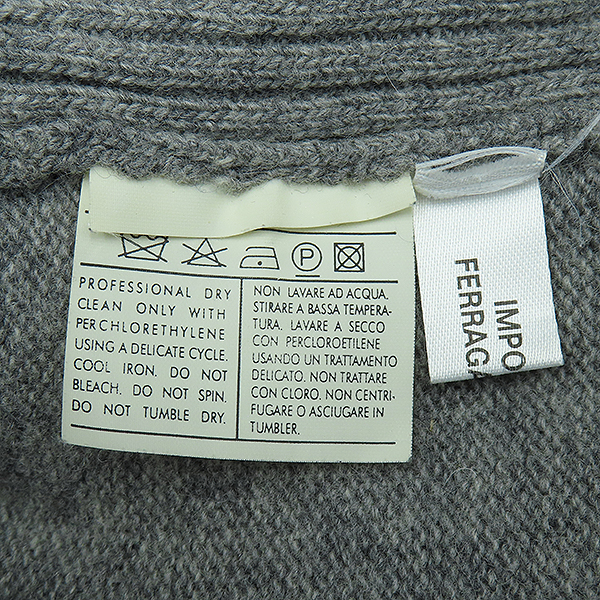 PROFESSIONAL DRY
CLEAN ONLY WITH
PERCHLORETHYLENE
USING A DELICATE CYCLE.
COOL IRON. DO NOT
BLEACH. DO NOT SPIN.
DO NOT TUMBLE DRY.
NON LAVARE AD ACQUA.
STIRARE A BASSA TEMPERA-
TURA. LAVARE A SECCO
CON PERCLOROETILENE
USANDO UN TRATTAMENTO
DELICATO. NON TRATTARE
CON CLORO. NON CENTRI-
FUGARE O ASCIUGARE IN
TUMBLER.
P
IMPO
FERRAGA